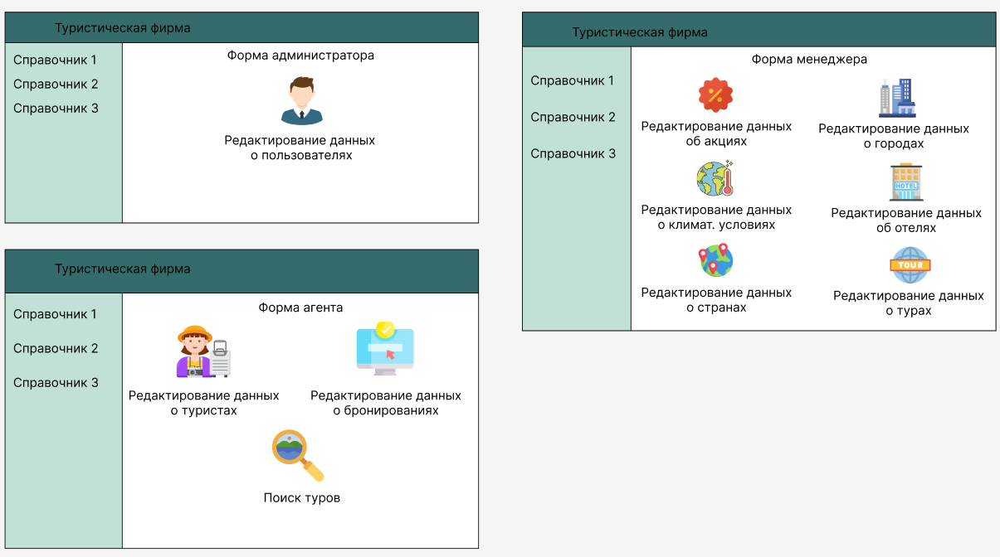 Туристическая фирма
Справочник 1
Справочник 2
Справочник 3
Форма администратора
Редактирование данных
о пользователях
Туристическая фирма
Справочник 1
Справочник 2
Справочник 3
Форма менеджера
Редактирование данных
об акциях
Редактирование данных
о городах
Редактирование данных
о климат. условиях
HOTEL
Редактирование данных
об отелях
Редактирование данных
о странах
TOUR
Редактирование данных
о турах
Туристическая фирма
Справочник 1
Справочник 2
Справочник 3
Форма агента
Редактирование данных
о туристах
Редактирование данных
о бронированиях
Поиск туров